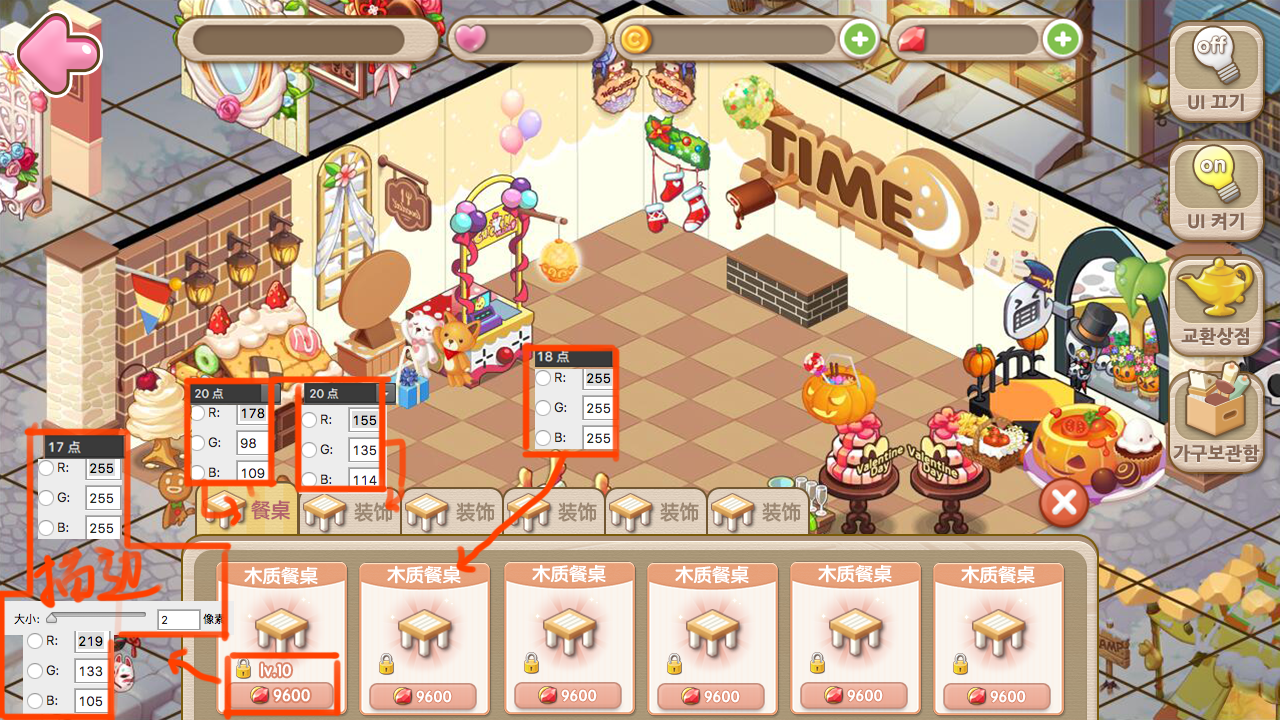 off
UI 끄기
on
UI 켜기
교환상점
가구보관함
Welcome
Welcome
TIME
Valentine Day
Valentine Day
20 点
R: 178
G: 98
B: 109
20 点
R: 155
G: 135
B: 114
18 点
R: 255
G: 255
B: 255
17 点
R: 255
G: 255
B: 255
描边
大小: 2 像素
R: 219
G: 133
B: 105
餐桌
装饰
装饰
装饰
装饰
装饰
木质餐桌
木质餐桌
木质餐桌
木质餐桌
木质餐桌
木质餐桌
lv.10
9600
9600
9600
9600
9600
9600